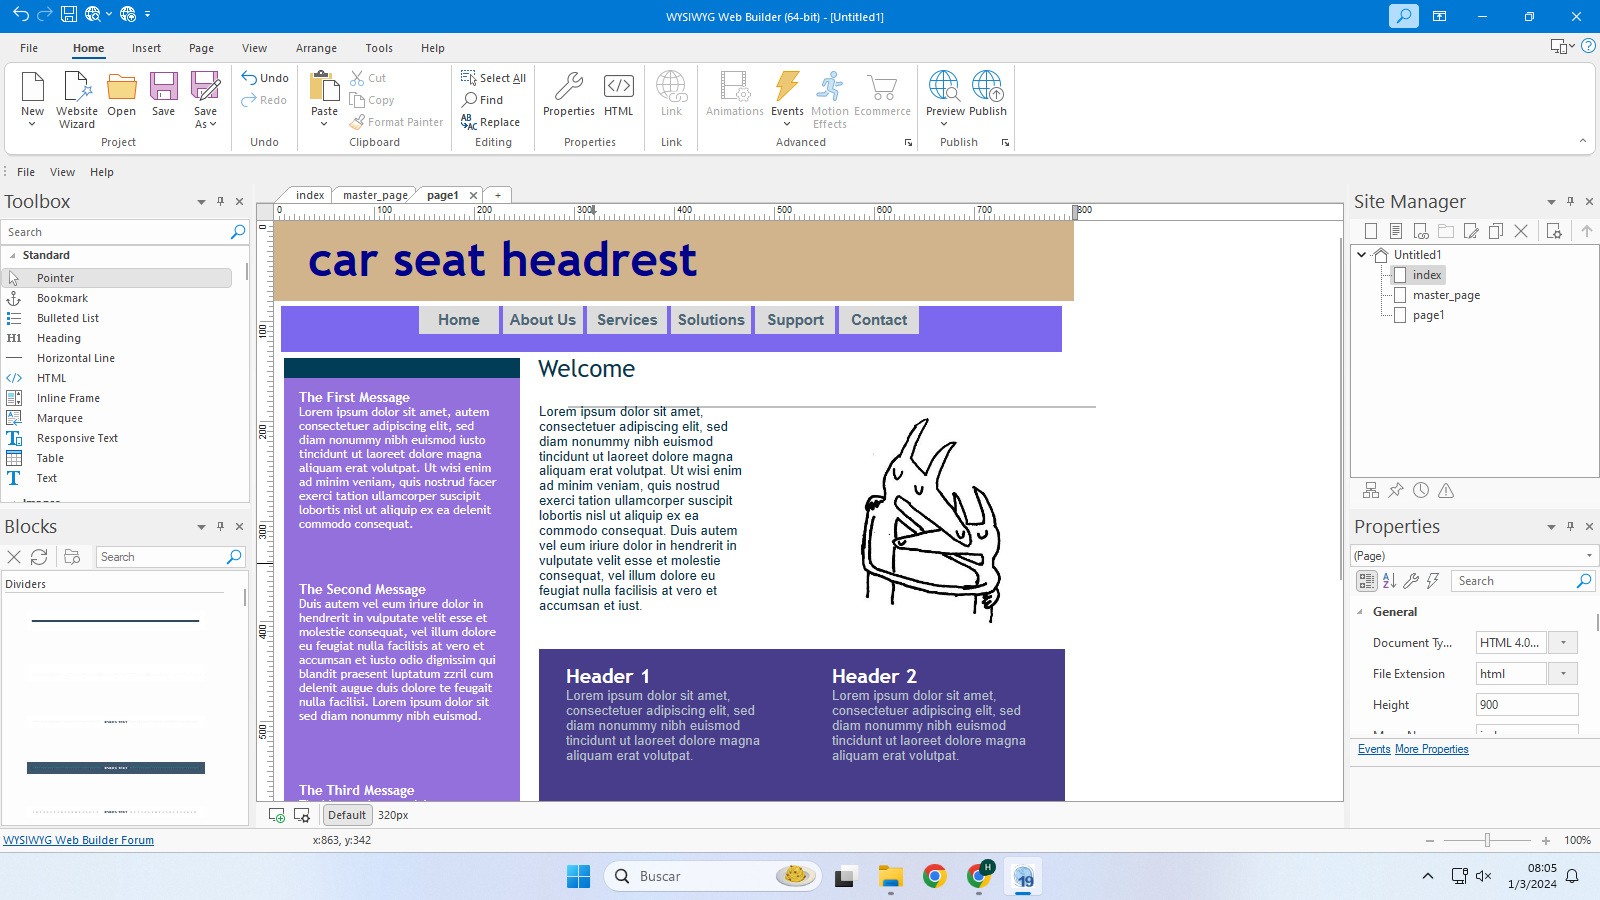 WYSIWYG Web Builder (64-bit) - [Untitled1]
File Home Insert Page View Arrange Tools Help
New
Website Wizard
Open
Save
Save As
Project
Undo
Redo
Undo
Paste
Cut
Copy
Format Painter
Clipboard
Select All
Find
Replace
Editing
Properties
HTML
Properties
Link
Link
Animations
Events
Motion Effects
Ecommerce
Advanced
Preview
Publish
Publish
File View Help
Toolbox
Search
Standard
Pointer
Bookmark
Bulleted List
Heading
Horizontal Line
HTML
Inline Frame
Marquee
Responsive Text
Table
Text
Blocks
Search
Dividers
WYSIWYG Web Builder Forum
index master_page page1
0 100 200 300 400 500 600 700 800
0
100
200
300
400
500
car seat headrest
Home About Us Services Solutions Support Contact
The First Message
Lorem ipsum dolor sit amet, autem
consectetuer adipiscing elit, sed
diam nonummy nibh euismod iusto
tincidunt ut laoreet dolore magna
aliquam erat volutpat. Ut wisi enim
ad minim veniam, quis nostrud facer
exerci tation ullamcorper suscipit
lobortis nisl ut aliquip ex ea delenit
commodo consequat.
The Second Message
Duis autem vel eum iriure dolor in
hendrerit in vulputate velit esse et
molestie consequat, vel illum dolore
eu feugiat nulla facilisis at vero et
accumsan et iusto odio dignissim qui
blandit praesent luptatum zzril cum
delenit augue duis dolore te feugait
nulla facilisi. Lorem ipsum dolor sit
sed diam nonummy nibh euismod.
The Third Message
Welcome
Lorem ipsum dolor sit amet,
consectetuer adipiscing elit, sed
diam nonummy nibh euismod
tincidunt ut laoreet dolore magna
aliquam erat volutpat. Ut wisi enim
ad minim veniam, quis nostrud
exerci tation ullamcorper suscipit
lobortis nisl ut aliquip ex ea
commodo consequat. Duis autem
vel eum iriure dolor in hendrerit in
vulputate velit esse et molestie
consequat, vel illum dolore eu
feugiat nulla facilisis at vero et
accumsan et iust.
Header 1
Lorem ipsum dolor sit amet,
consectetuer adipiscing elit, sed
diam nonummy nibh euismod
tincidunt ut laoreet dolore magna
aliquam erat volutpat.
Header 2
Lorem ipsum dolor sit amet,
consectetuer adipiscing elit, sed
diam nonummy nibh euismod
tincidunt ut laoreet dolore magna
aliquam erat volutpat.
Default 320px
x:863, y:342
Site Manager
Untitled1
index
master_page
page1
Properties
(Page)
Search
General
Document Ty... HTML 4.0...
File Extension html
Height 900
Events More Properties
100%
Buscar
H
19
08:05
1/3/2024